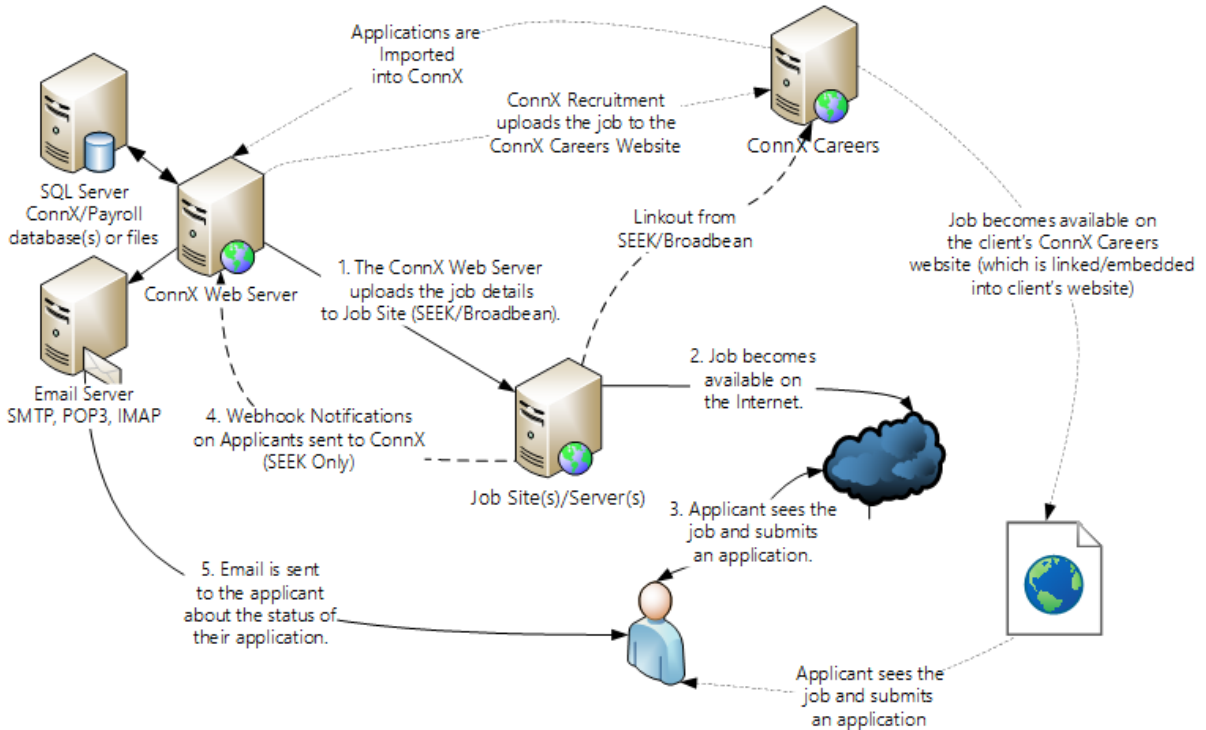 Applications are
Imported
into ConnX
ConnX Recruitment
uploads the job to the
ConnX Careers Website
ConnX Careers
SQL Server
ConnX/Payroll
database(s) or files
Linkout from
SEEK/Broadbean
Job becomes available on
the client's ConnX Careers
website (which is linked/embedded
into client's website)
ConnX Web Server
1. The ConnX Web Server
uploads the job details
to Job Site (SEEK/Broadbean).
2. Job becomes
available on
the Internet.
Email Server
SMTP, POP3, IMAP
4. Webhook Notifications
on Applicants sent to ConnX
(SEEK Only)
Job Site(s)/Server(s)
3. Applicant sees the
job and submits
an application.
5. Email is sent
to the applicant
about the status of
their application.
Applicant sees the
job and submits
an application